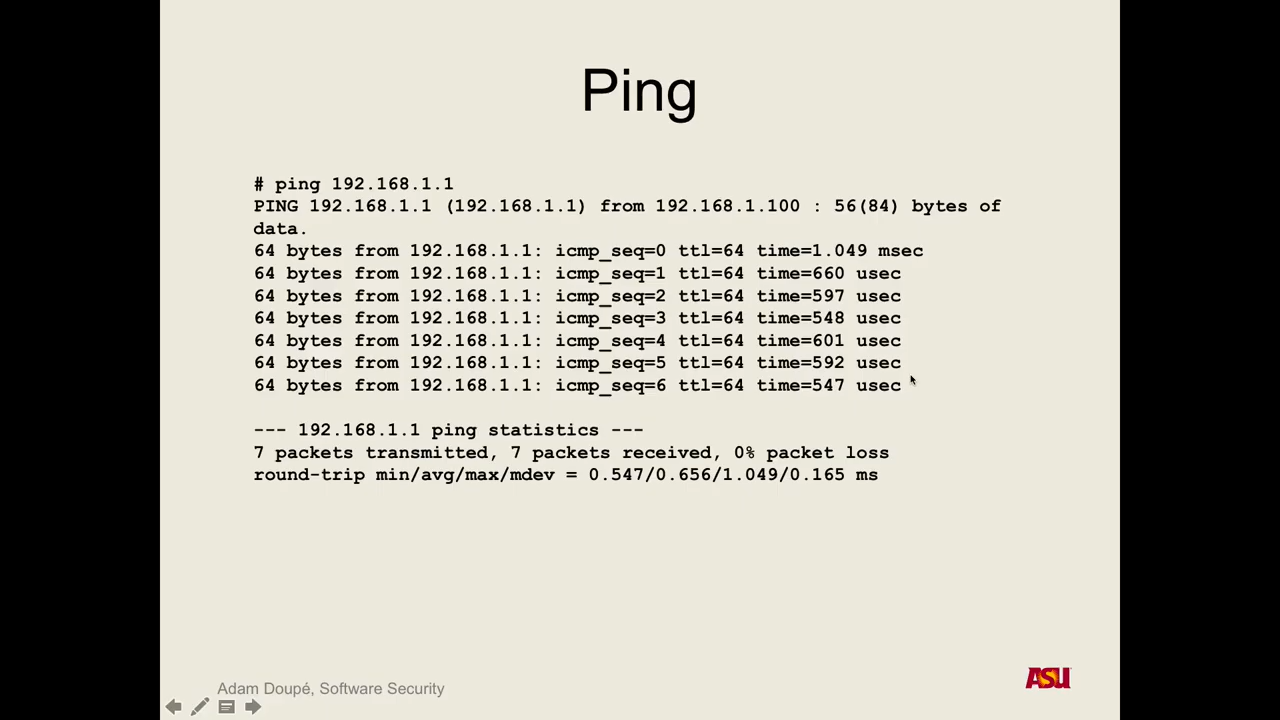 Ping
# ping 192.168.1.1
PING 192.168.1.1 (192.168.1.1) from 192.168.1.100 : 56(84) bytes of
data.
64 bytes from 192.168.1.1: icmp_seq=0 ttl=64 time=1.049 msec
64 bytes from 192.168.1.1: icmp_seq=1 ttl=64 time=660 usec
64 bytes from 192.168.1.1: icmp_seq=2 ttl=64 time=597 usec
64 bytes from 192.168.1.1: icmp_seq=3 ttl=64 time=548 usec
64 bytes from 192.168.1.1: icmp_seq=4 ttl=64 time=601 usec
64 bytes from 192.168.1.1: icmp_seq=5 ttl=64 time=592 usec
64 bytes from 192.168.1.1: icmp_seq=6 ttl=64 time=547 usec
--- 192.168.1.1 ping statistics ---
7 packets transmitted, 7 packets received, 0% packet loss
round-trip min/avg/max/mdev = 0.547/0.656/1.049/0.165 ms
Adam Doupé, Software Security
ASU